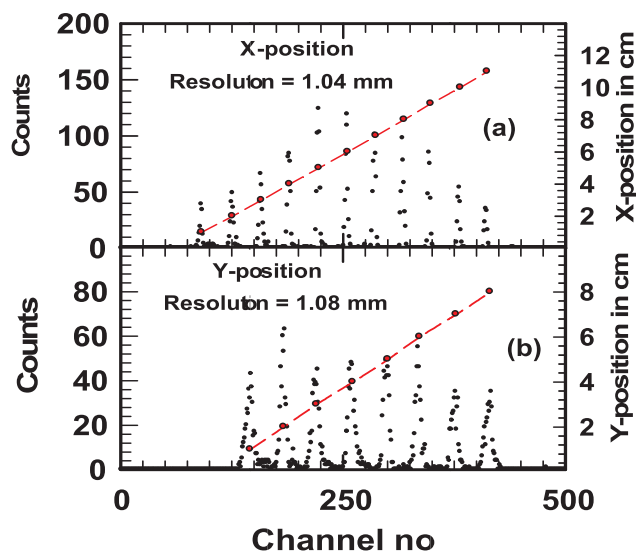 200
150
100
50
0
Counts
X-position
Resolution = 1.04 mm
(a)
12
10
8
6
4
2
X-position in cm
80
60
40
20
0
Counts
Y-position
Resolution = 1.08 mm
(b)
8
6
4
2
Y-position in cm
0
250
500
Channel no